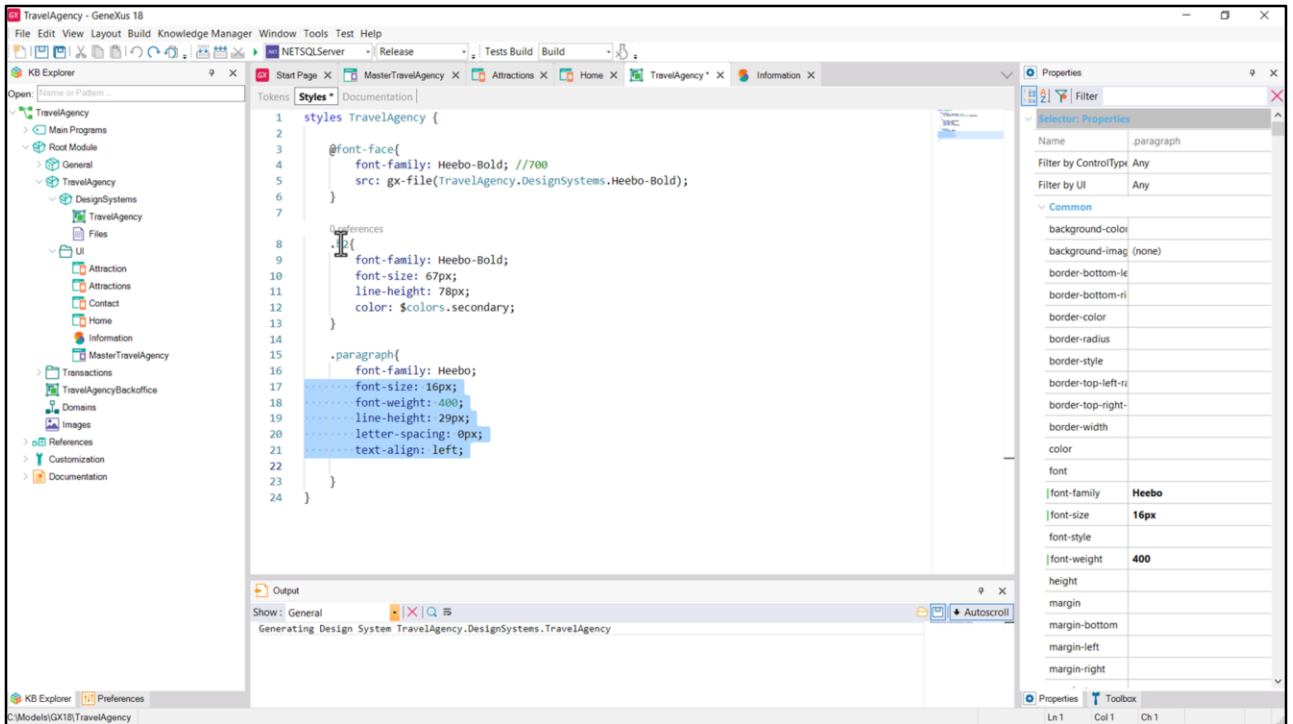 GX TravelAgency - GeneXus 18
File Edit View Layout Build Knowledge Manager Window Tools Test Help
NETSQLServer Release Tests Build Build
KB Explorer
Open: Name or Pattern ...
TravelAgency
Main Programs
Root Module
General
TravelAgency
DesignSystems
TravelAgency
Files
UI
Attraction
Attractions
Contact
Home
Information
MasterTravelAgency
Transactions
TravelAgencyBackoffice
Domains
Images
References
Customization
Documentation
KB Explorer Preferences
GX Start Page MasterTravelAgency Attractions Home TravelAgency * Information
Tokens Styles * Documentation
1 styles TravelAgency {
2
3 @font-face{
4 font-family: Heebo-Bold; //700
5 src: gx-file(TravelAgency.DesignSystems.Heebo-Bold);
6 }
7
0 references
8 .h2{
9 font-family: Heebo-Bold;
10 font-size: 67px;
11 line-height: 78px;
12 color: $colors.secondary;
13 }
14
15 .paragraph{
16 font-family: Heebo;
17 font-size: 16px;
18 font-weight: 400;
19 line-height: 29px;
20 letter-spacing: 0px;
21 text-align: left;
22
23 }
24 }
Output
Show: General Autoscroll
Generating Design System TravelAgency.DesignSystems.TravelAgency
Properties
Filter
Selector: Properties
Name .paragraph
Filter by ControlType Any
Filter by UI Any
Common
background-color
background-imag (none)
border-bottom-le
border-bottom-ri
border-color
border-radius
border-style
border-top-left-ra
border-top-right-
border-width
color
font
font-family Heebo
font-size 16px
font-style
font-weight 400
height
margin
margin-bottom
margin-left
margin-right
Properties Toolbox
C:\Models\GX18\TravelAgency Ln 1 Col 1 Ch 1